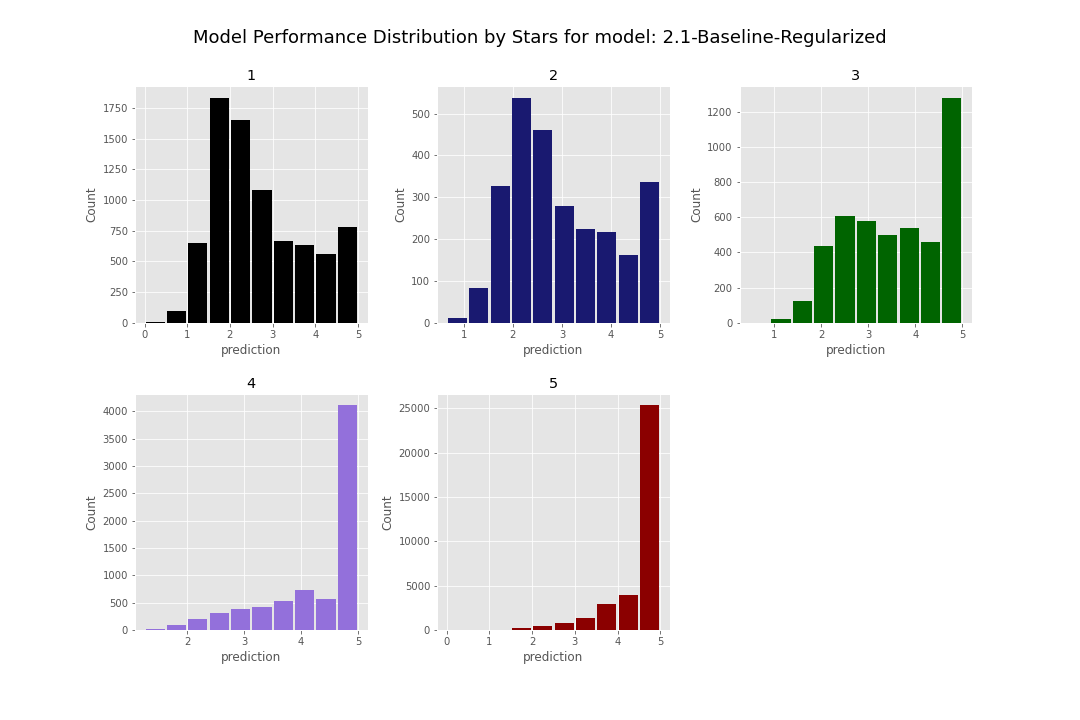 Model Performance Distribution by Stars for model: 2.1-Baseline-Regularized
1
Count
1750
1500
1250
1000
750
500
250
0
0 1 2 3 4 5
prediction
2
Count
500
400
300
200
100
0
1 2 3 4 5
prediction
3
Count
1200
1000
800
600
400
200
0
1 2 3 4 5
prediction
4
Count
4000
3500
3000
2500
2000
1500
1000
500
0
2 3 4 5
prediction
5
Count
25000
20000
15000
10000
5000
0
0 1 2 3 4 5
prediction